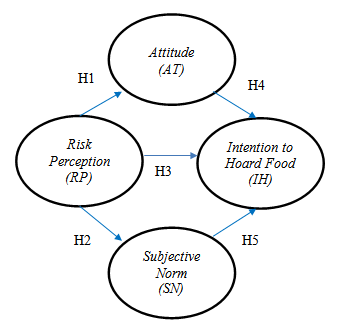 Attitude
(AT)
H1
H4
Risk
Perception
(RP)
H3
Intention to
Hoard Food
(IH)
H2
H5
Subjective
Norm
(SN)